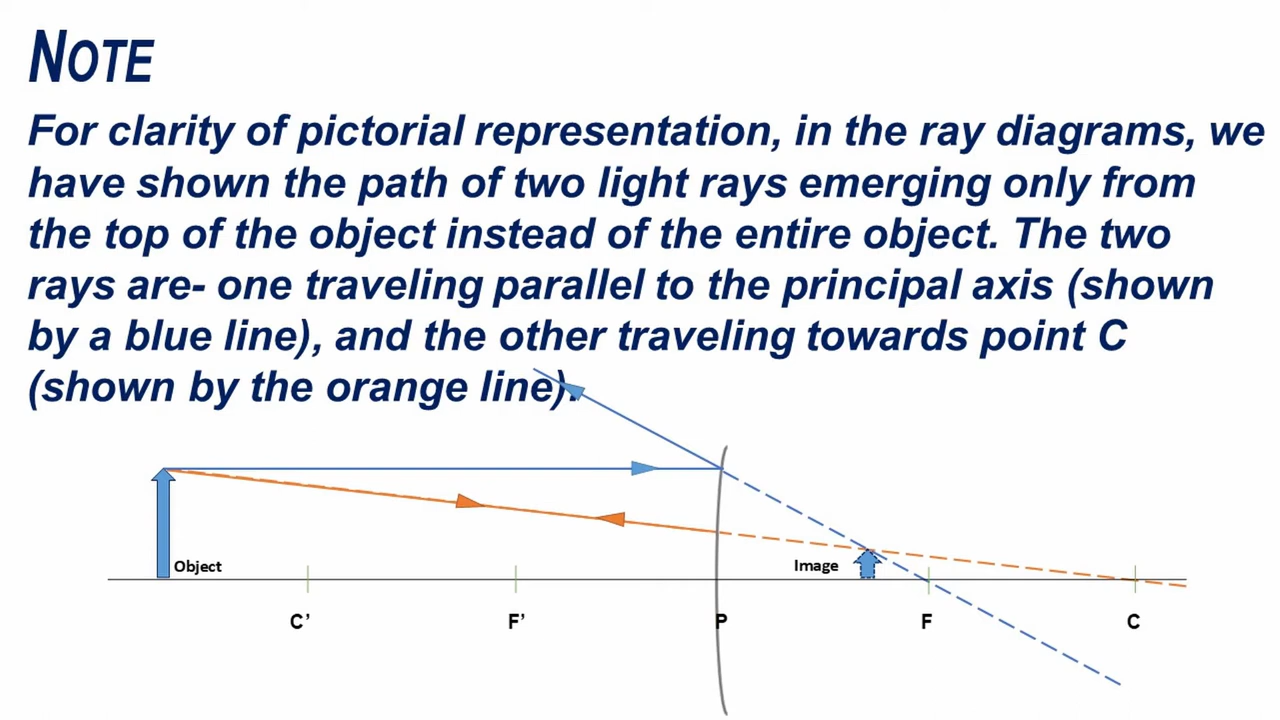 NOTE
For clarity of pictorial representation, in the ray diagrams, we
have shown the path of two light rays emerging only from
the top of the object instead of the entire object. The two
rays are- one traveling parallel to the principal axis (shown
by a blue line), and the other traveling towards point C
(shown by the orange line).
Object
Image
C’
F’
P
F
C